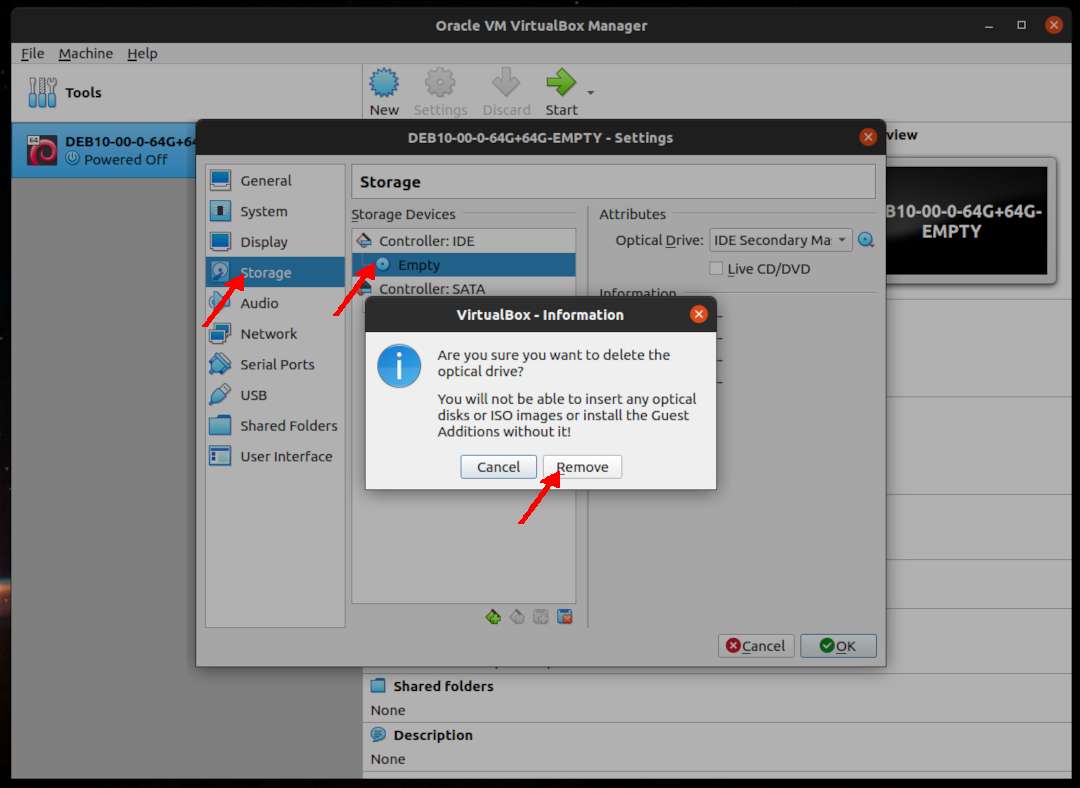 Oracle VM VirtualBox Manager
File Machine Help
Tools
New Settings Discard Start
64
DEB10-00-0-64G+64
Powered Off
view
B10-00-0-64G+64G-
EMPTY
DEB10-00-0-64G+64G-EMPTY - Settings
General
System
Display
Storage
Audio
Network
Serial Ports
USB
Shared Folders
User Interface
Storage
Storage Devices
Controller: IDE
Empty
Controller: SATA
Attributes
Optical Drive: IDE Secondary Ma
Live CD/DVD
Information
VirtualBox - Information
Are you sure you want to delete the
optical drive?
You will not be able to insert any optical
disks or ISO images or install the Guest
Additions without it!
Cancel Remove
Cancel OK
Shared folders
None
Description
None